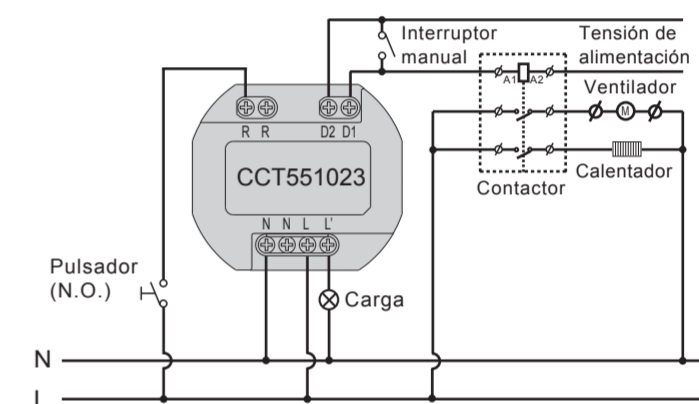 Interruptor
manual
Tensión de
alimentación
A1 A2
Ventilador
M
R R D2 D1
CCT551023
Calentador
Contactor
N N L L'
Pulsador
(N.O.)
Carga
N
L